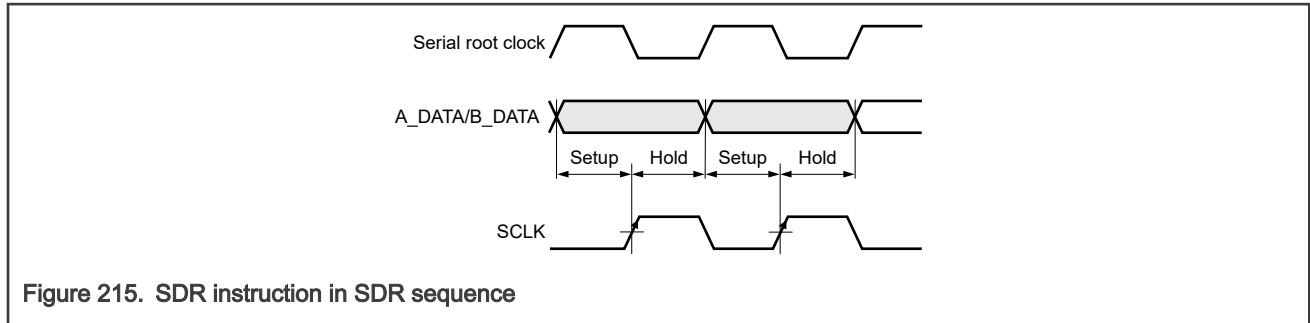 Serial root clock
A_DATA/B_DATA
Setup Hold Setup Hold
SCLK
Figure 215. SDR instruction in SDR sequence